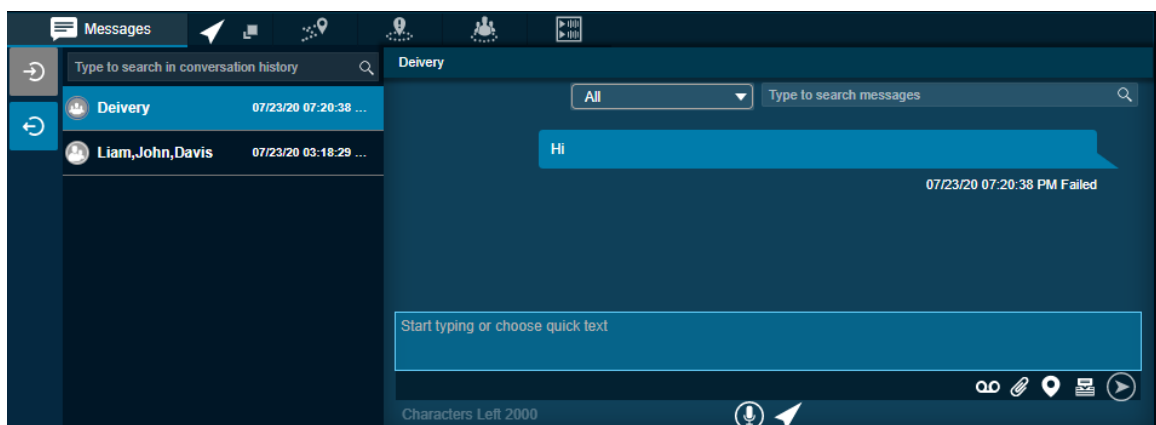 Messages
Type to search in conversation history
Deivery
All
Type to search messages
Deivery
07/23/20 07:20:38 ...
Hi
Liam,John,Davis
07/23/20 03:18:29 ...
07/23/20 07:20:38 PM Failed
Start typing or choose quick text
Characters Left 2000